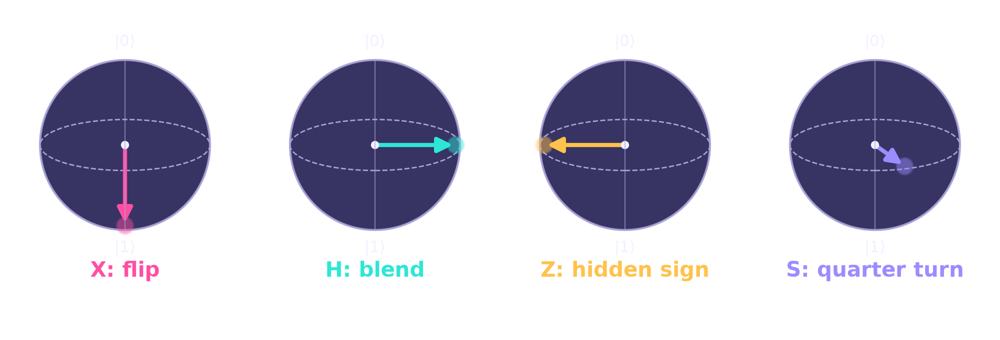 |0⟩ |0⟩ |0⟩ |0⟩
|1⟩ |1⟩ |1⟩ |1⟩
X: flip H: blend Z: hidden sign S: quarter turn